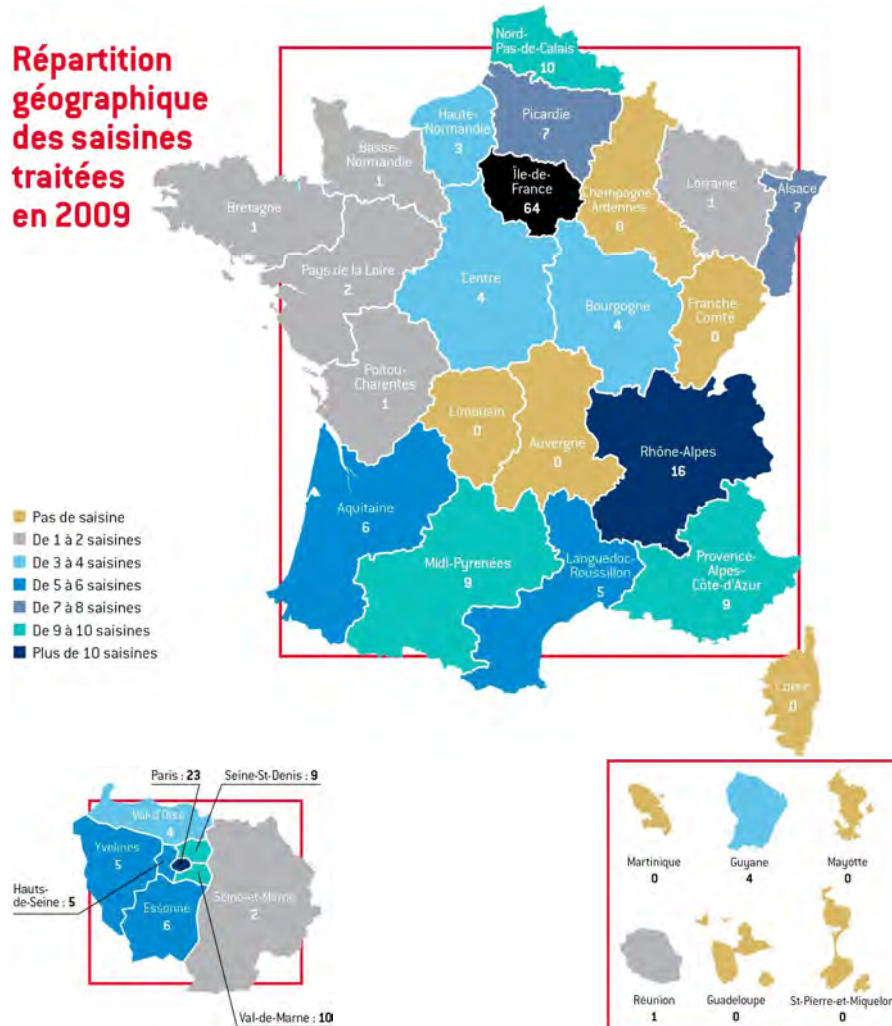 Répartition
géographique
des saisines
traitées
en 2009
Nord-
Pas-de-Calais
10
Haute-
Normandie
3
Picardie
7
Basse-
Normandie
1
Île-de-
France
64
Champagne-
Ardennes
0
Lorraine
1
Alsace
7
Bretagne
1
Pays de la Loire
2
Centre
4
Bourgogne
4
Franche-
Comté
0
Poitou-
Charentes
1
Limousin
0
Auvergne
0
Rhône-Alpes
16
Aquitaine
6
Midi-Pyrénées
9
Languedoc-
Roussillon
5
Provence-
Alpes-
Côte-d'Azur
9
Corse
0
Pas de saisine
De 1 à 2 saisines
De 3 à 4 saisines
De 5 à 6 saisines
De 7 à 8 saisines
De 9 à 10 saisines
Plus de 10 saisines
Paris : 23
Seine-St-Denis : 9
Val-d'Oise
4
Yvelines
5
Hauts-
de-Seine : 5
Essonne
6
Seine-et-Marne
2
Val-de-Marne : 10
Martinique
0
Guyane
4
Mayotte
0
Réunion
1
Guadeloupe
0
St-Pierre-et-Miquelon
0